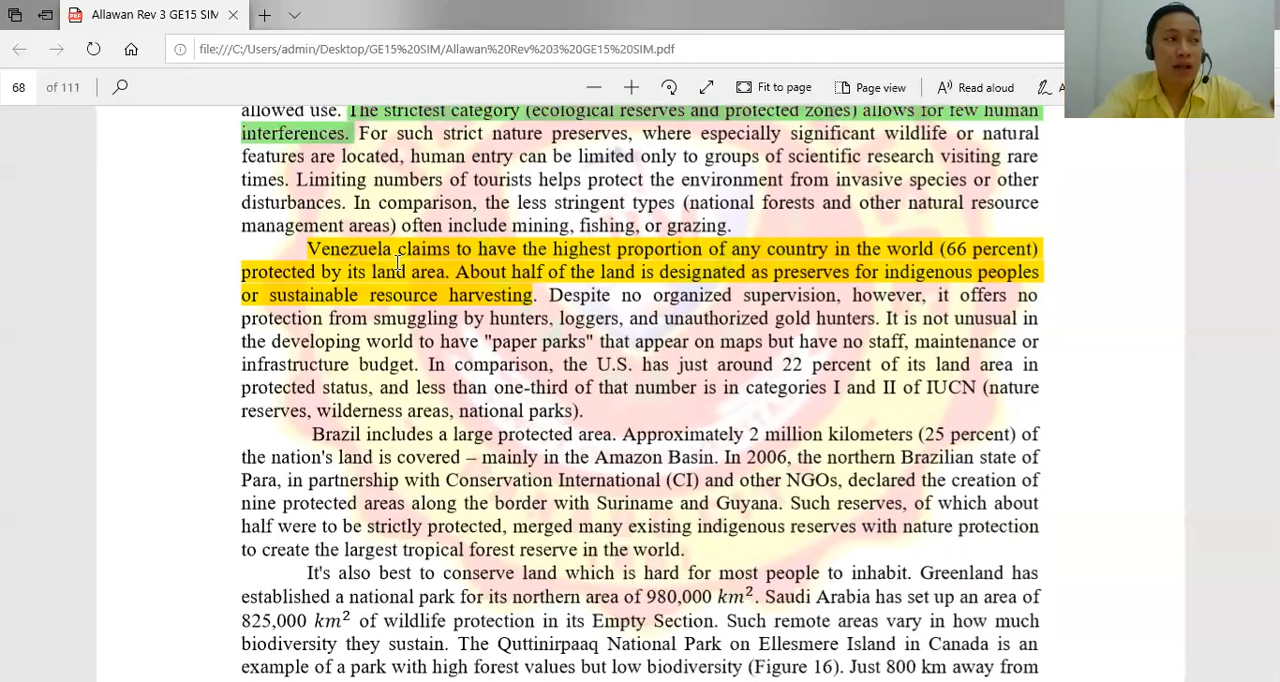 Allawan Rev 3 GE15 SIM
file:///C:/Users/admin/Desktop/GE15%20SIM/Allawan%20Rev%203%20GE15%20SIM.pdf
68 of 111
Fit to page
Page view
Read aloud
allowed use. The strictest category (ecological reserves and protected zones) allows for few human
interferences. For such strict nature preserves, where especially significant wildlife or natural
features are located, human entry can be limited only to groups of scientific research visiting rare
times. Limiting numbers of tourists helps protect the environment from invasive species or other
disturbances. In comparison, the less stringent types (national forests and other natural resource
management areas) often include mining, fishing, or grazing.
Venezuela claims to have the highest proportion of any country in the world (66 percent)
protected by its land area. About half of the land is designated as preserves for indigenous peoples
or sustainable resource harvesting. Despite no organized supervision, however, it offers no
protection from smuggling by hunters, loggers, and unauthorized gold hunters. It is not unusual in
the developing world to have "paper parks" that appear on maps but have no staff, maintenance or
infrastructure budget. In comparison, the U.S. has just around 22 percent of its land area in
protected status, and less than one-third of that number is in categories I and II of IUCN (nature
reserves, wilderness areas, national parks).
Brazil includes a large protected area. Approximately 2 million kilometers (25 percent) of
the nation's land is covered – mainly in the Amazon Basin. In 2006, the northern Brazilian state of
Para, in partnership with Conservation International (CI) and other NGOs, declared the creation of
nine protected areas along the border with Suriname and Guyana. Such reserves, of which about
half were to be strictly protected, merged many existing indigenous reserves with nature protection
to create the largest tropical forest reserve in the world.
It's also best to conserve land which is hard for most people to inhabit. Greenland has
established a national park for its northern area of 980,000 km². Saudi Arabia has set up an area of
825,000 km² of wildlife protection in its Empty Section. Such remote areas vary in how much
biodiversity they sustain. The Quttinirpaaq National Park on Ellesmere Island in Canada is an
example of a park with high forest values but low biodiversity (Figure 16). Just 800 km away from